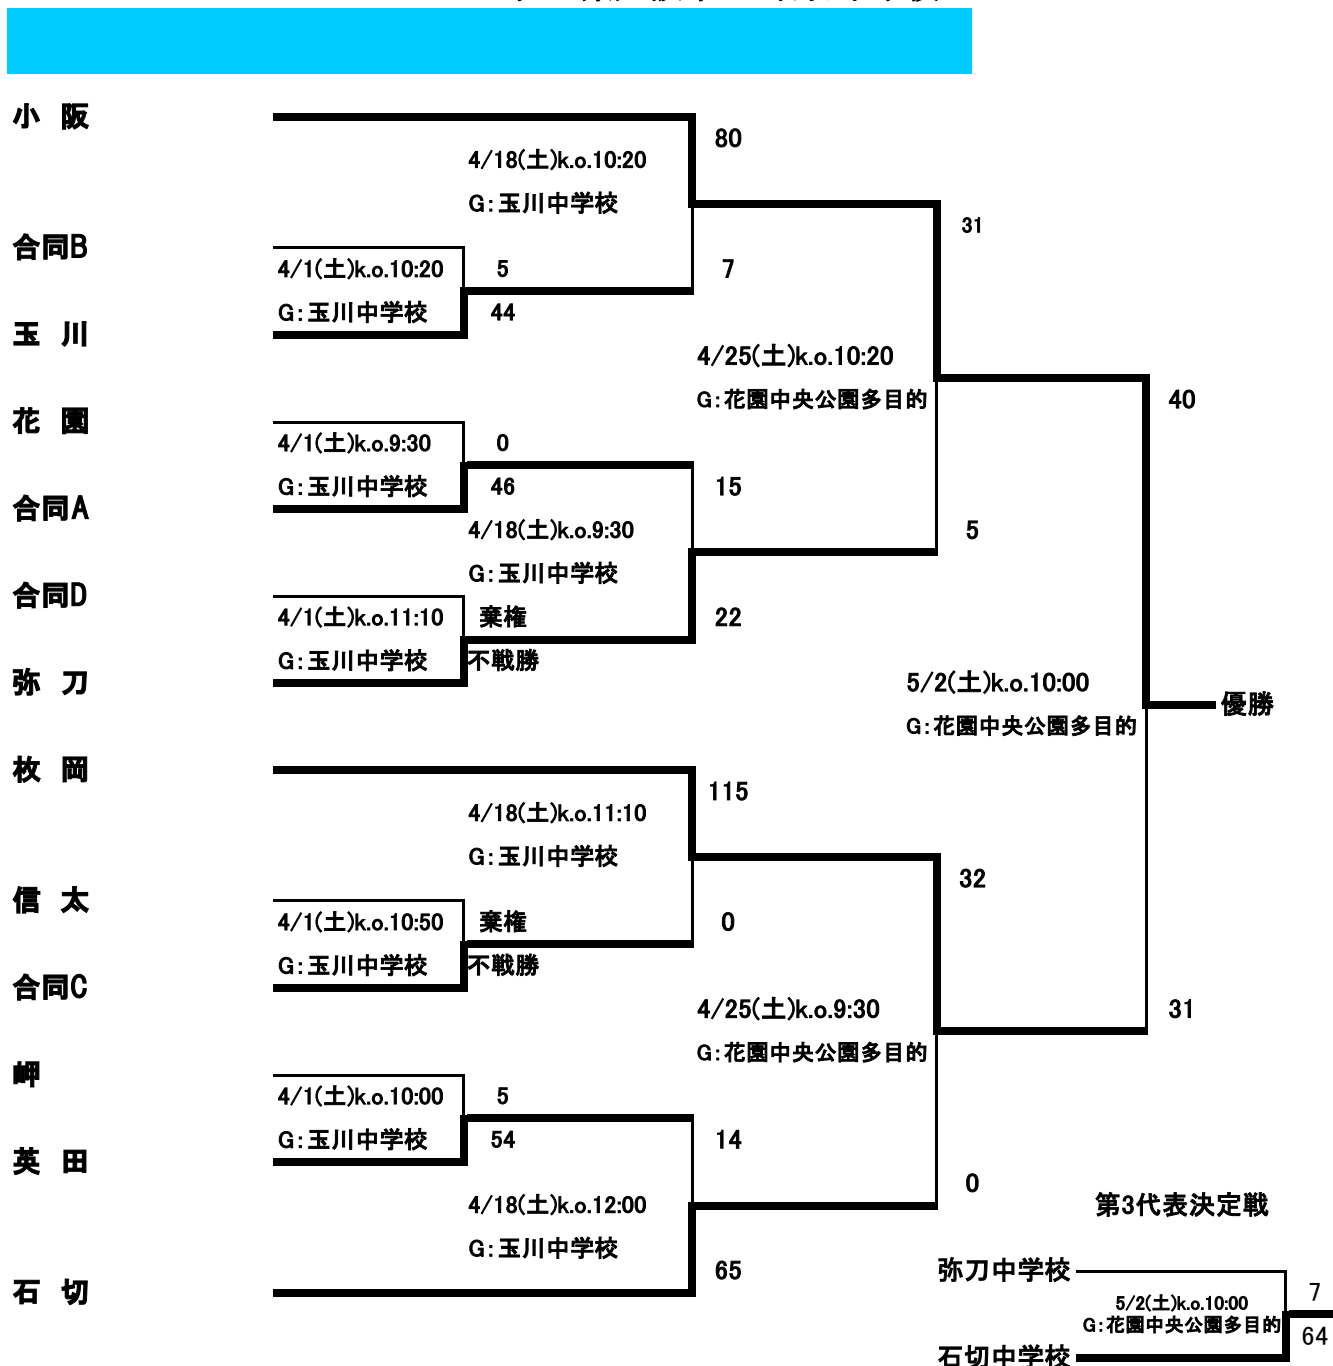 小 阪
80
4/18(土)k.o.10:20
G:玉川中学校
31
合同B
4/1(土)k.o.10:20
5
7
G:玉川中学校
44
玉 川
4/25(土)k.o.10:20
G:花園中央公園多目的
40
花 園
4/1(土)k.o.9:30
0
G:玉川中学校
46
15
合同A
4/18(土)k.o.9:30
5
G:玉川中学校
合同D
4/1(土)k.o.11:10
棄権
22
G:玉川中学校
不戦勝
弥 刀
5/2(土)k.o.10:00
G:花園中央公園多目的
優勝
枚 岡
115
4/18(土)k.o.11:10
G:玉川中学校
32
信 太
4/1(土)k.o.10:50
棄権
0
G:玉川中学校
不戦勝
合同C
4/25(土)k.o.9:30
31
G:花園中央公園多目的
岬
4/1(土)k.o.10:00
5
G:玉川中学校
54
14
英 田
0
4/18(土)k.o.12:00
第3代表決定戦
G:玉川中学校
65
弥刀中学校
石 切
5/2(土)k.o.10:00
7
G:花園中央公園多目的
64
石切中学校